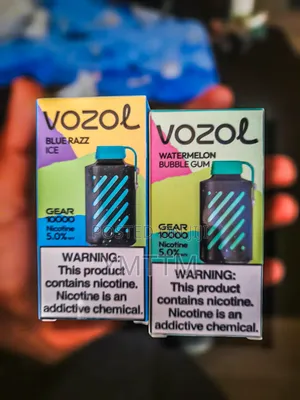 VOZOL
BLUE RAZZ
ICE
GEAR
10000
Nicotine
5.0%
WARNING:
This product
contains nicotine.
Nicotine is an
addictive chemical.
VOZOL
WATERMELON
BUBBLE GUM
GEAR
10000
Nicotine
5.0%
WARNING:
This product
contains nicotine.
Nicotine is an
addictive chemical.